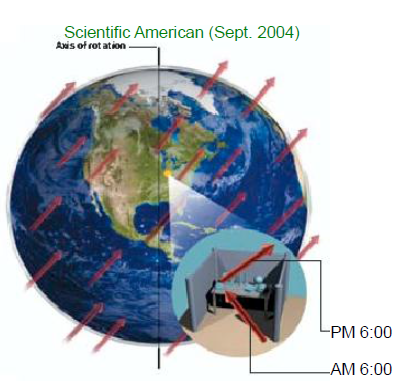 Scientific American (Sept. 2004)
Axis of rotation
PM 6:00
AM 6:00